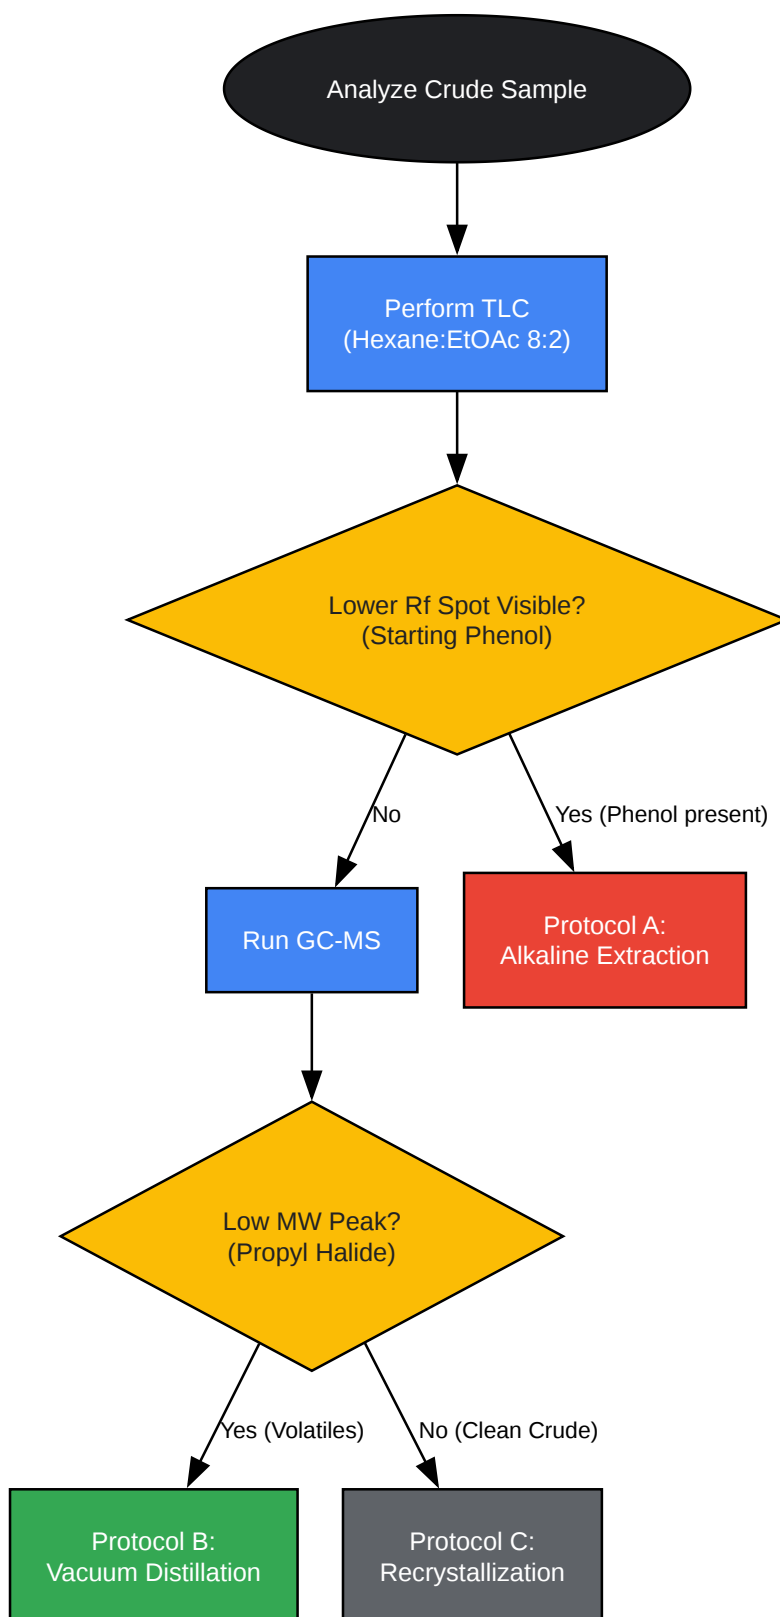 Analyze Crude Sample
Perform TLC
(Hexane:EtOAc 8:2)
Lower Rf Spot Visible?
(Starting Phenol)
No
Yes (Phenol present)
Run GC-MS
Protocol A:
Alkaline Extraction
Low MW Peak?
(Propyl Halide)
Yes (Volatiles)
No (Clean Crude)
Protocol B:
Vacuum Distillation
Protocol C:
Recrystallization